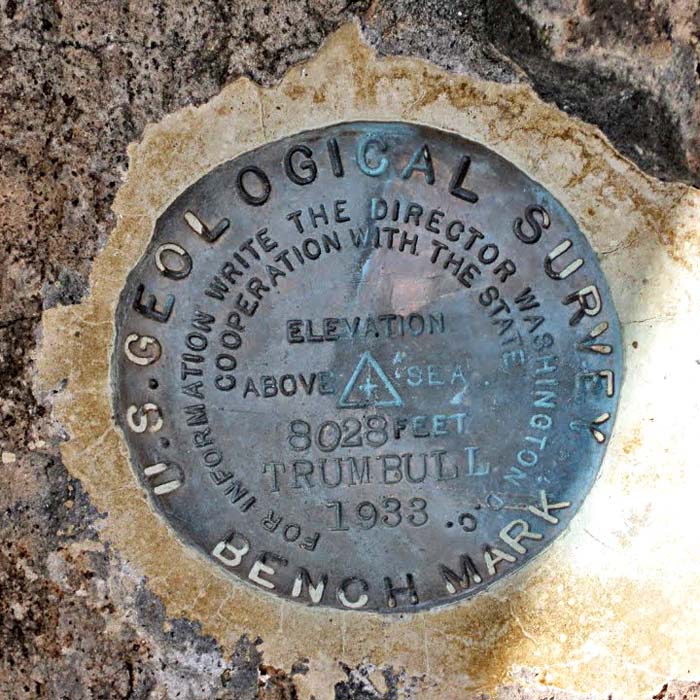 U.S. GEOLOGICAL SURVEY
FOR INFORMATION WRITE THE DIRECTOR WASHINGTON D.C.
COOPERATION WITH THE STATE
ELEVATION
ABOVE SEA
8028 FEET
TRUMBULL
1933
BENCH MARK